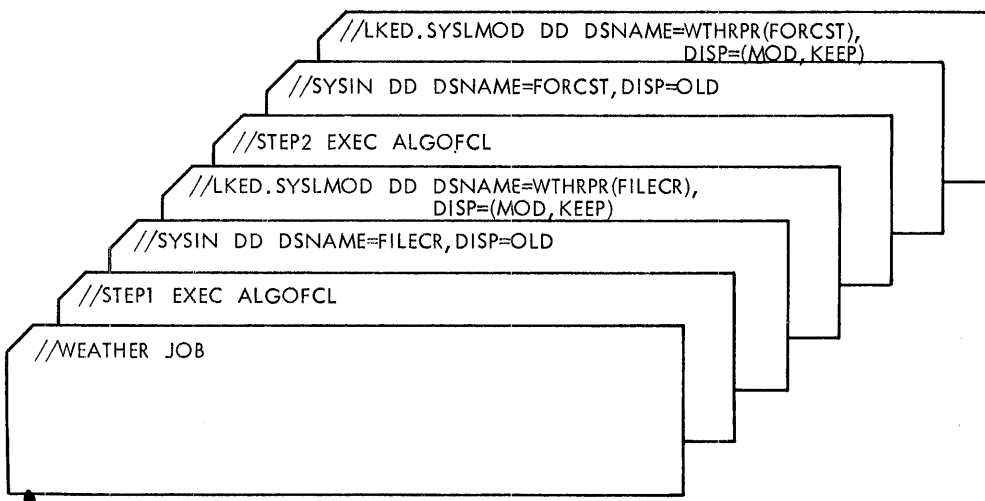 //LKED.SYSLMOD DD DSNAME=WTHRPR(FORCST),
DISP=(MOD,KEEP)
//SYSIN DD DSNAME=FORCST,DISP=OLD
//STEP2 EXEC ALGOFCL
//LKED.SYSLMOD DD DSNAME=WTHRPR(FILECR),
DISP=(MOD,KEEP)
//SYSIN DD DSNAME=FILECR,DISP=OLD
//STEP1 EXEC ALGOFCL
//WEATHER JOB